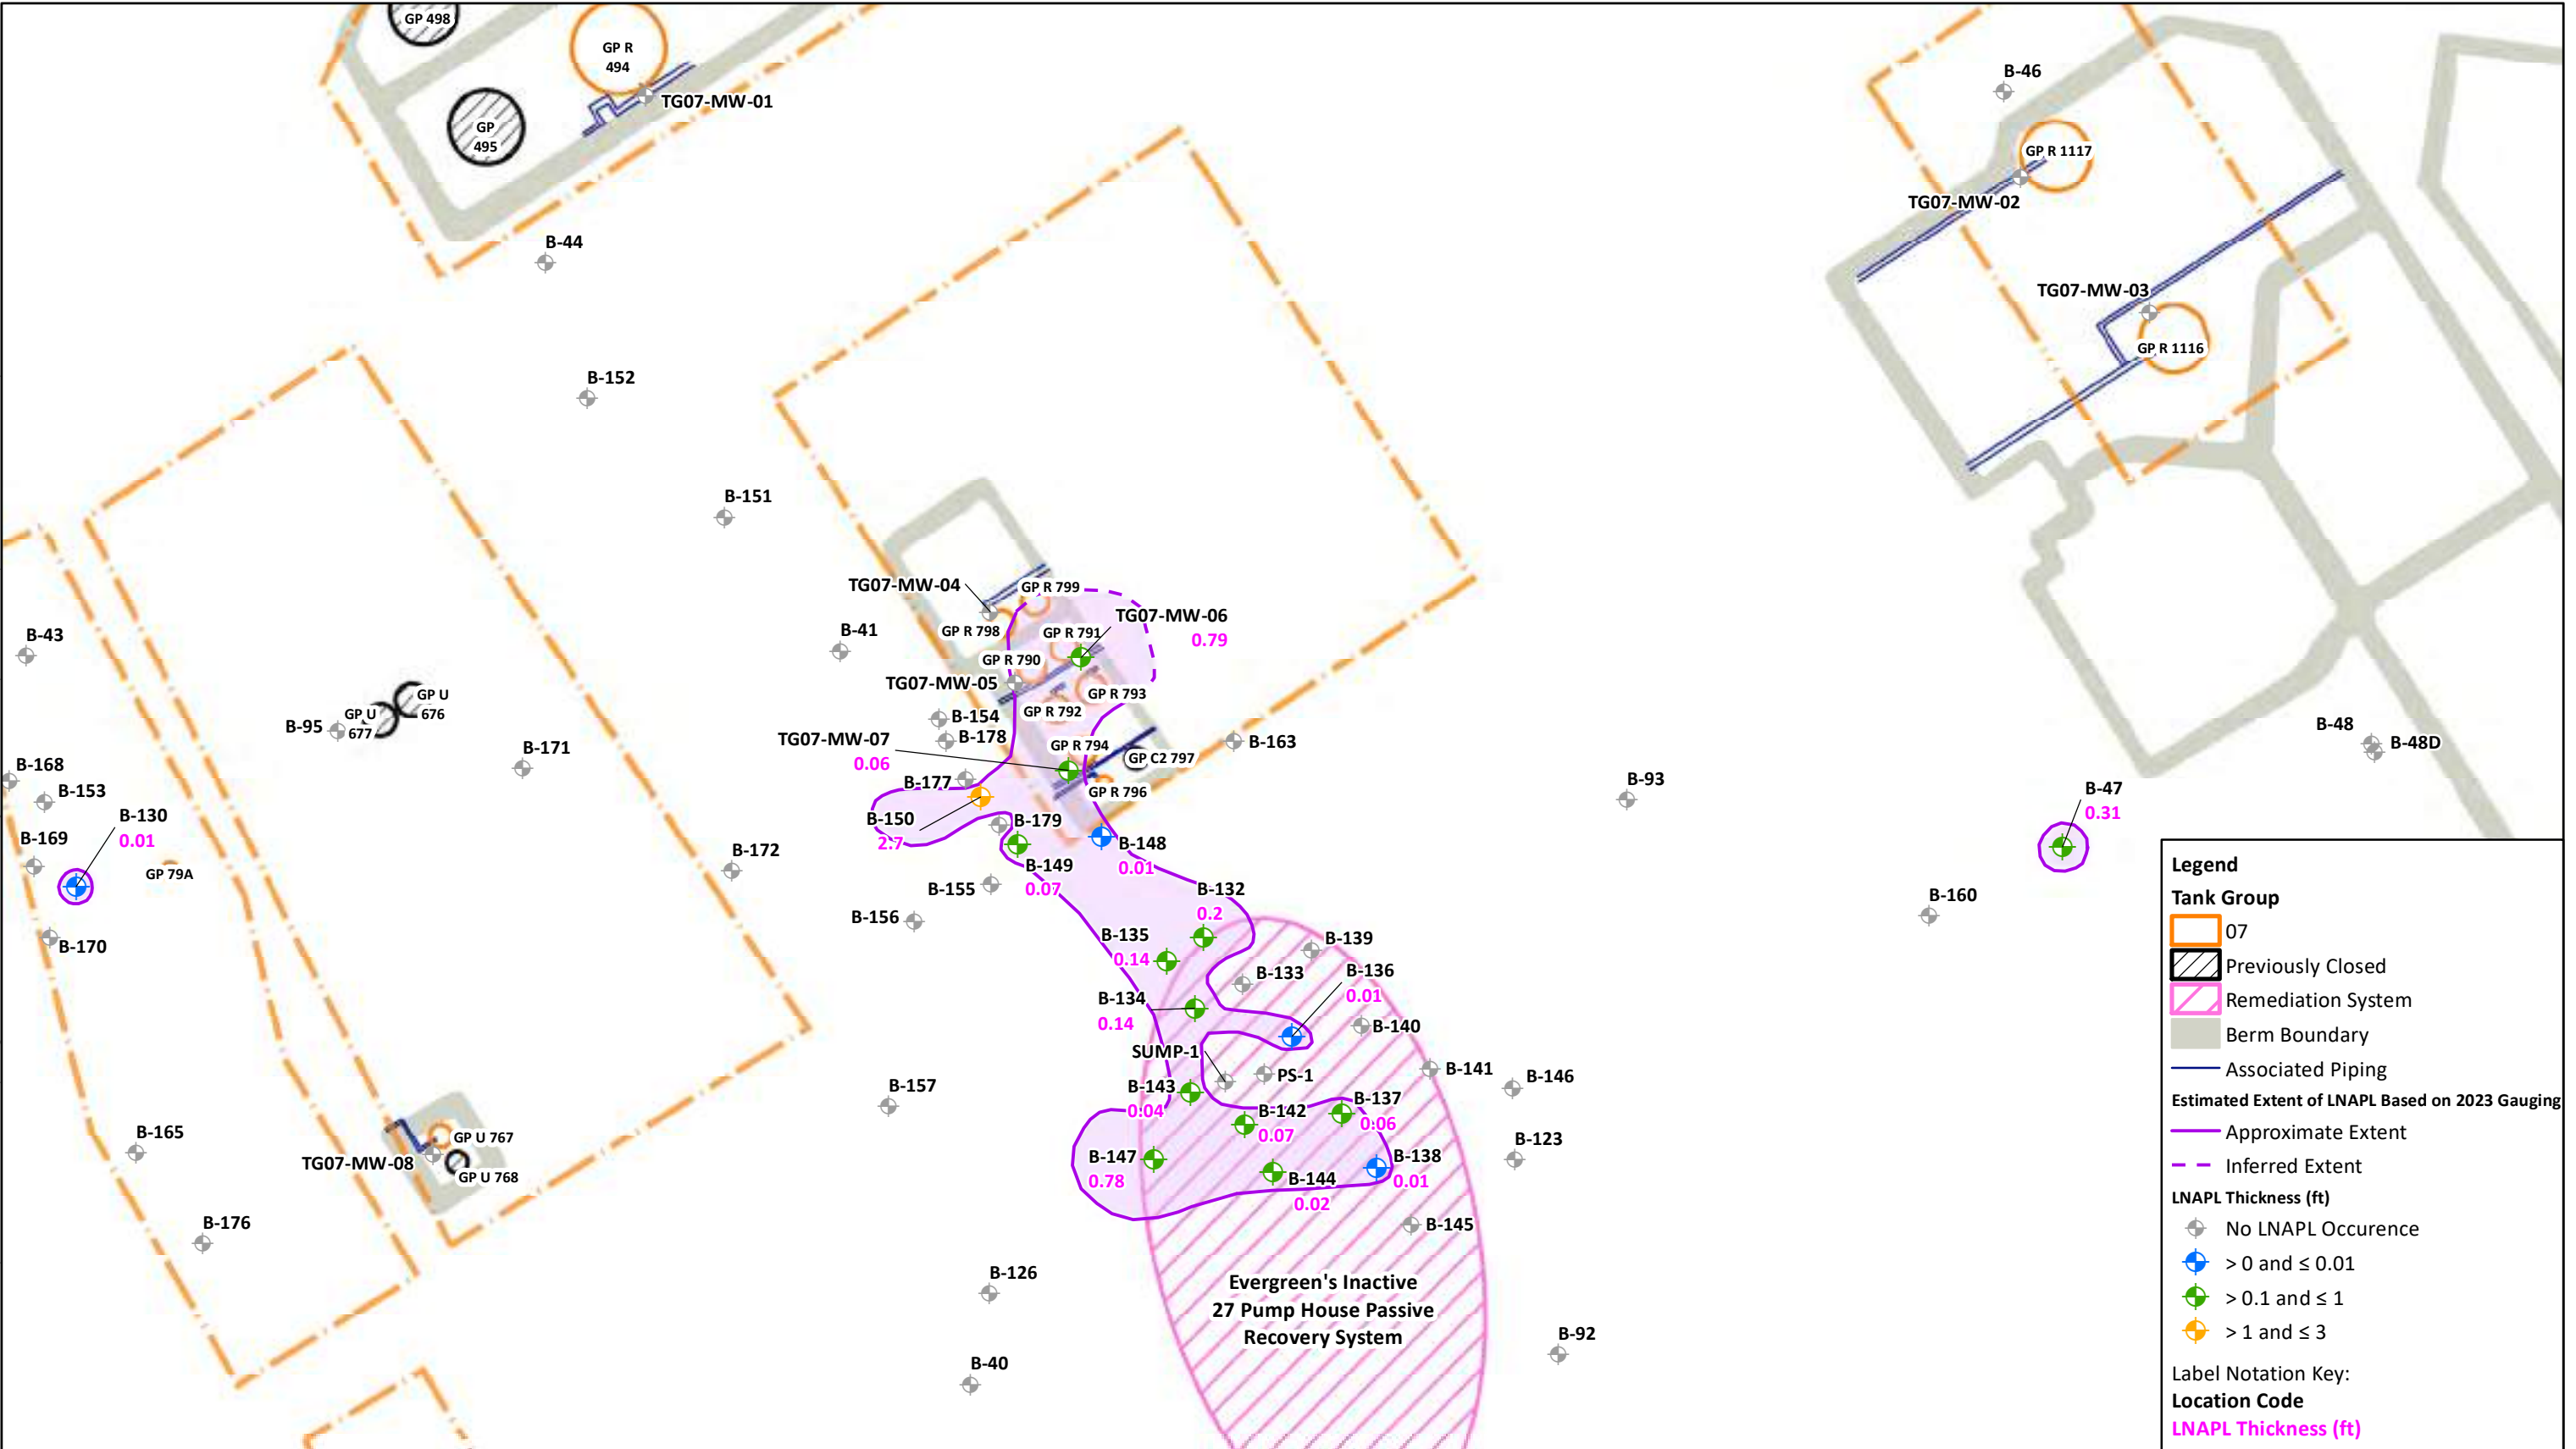 GP 498
GP R
494
GP
495
TG07-MW-01
B-46
GP R 1117
TG07-MW-02
B-44
TG07-MW-03
GP R 1116
B-152
B-151
TG07-MW-04
GP R 799
TG07-MW-06
0.79
GP R 798
GP R 791
B-41
B-43
GP R 790
TG07-MW-05
GP R 793
GP R 792
GP U
676
GP U
677
B-95
B-154
B-178
TG07-MW-07
0.06
GP R 794
GP C2 797
B-163
B-171
B-48
B-48D
B-168
B-153
B-177
GP R 796
B-93
B-47
0.31
B-130
0.01
B-150
2.7
B-179
B-169
B-148
0.01
GP 79A
B-172
B-149
0.07
B-155
B-132
0.2
B-156
B-160
B-170
B-135
0.14
B-139
B-133
B-136
0.01
B-134
0.14
B-140
SUMP-1
PS-1
B-141
B-146
B-143
0.04
B-157
B-142
0.07
B-137
0.06
B-165
GP U 767
TG07-MW-08
GP U 768
B-147
0.78
B-144
0.02
B-138
0.01
B-123
B-176
B-145
B-126
Evergreen's Inactive
27 Pump House Passive
Recovery System
B-92
B-40
Legend
Tank Group
07
Previously Closed
Remediation System
Berm Boundary
Associated Piping
Estimated Extent of LNAPL Based on 2023 Gauging
Approximate Extent
Inferred Extent
LNAPL Thickness (ft)
No LNAPL Occurence
> 0 and ≤ 0.01
> 0.1 and ≤ 1
> 1 and ≤ 3
Label Notation Key:
Location Code
LNAPL Thickness (ft)